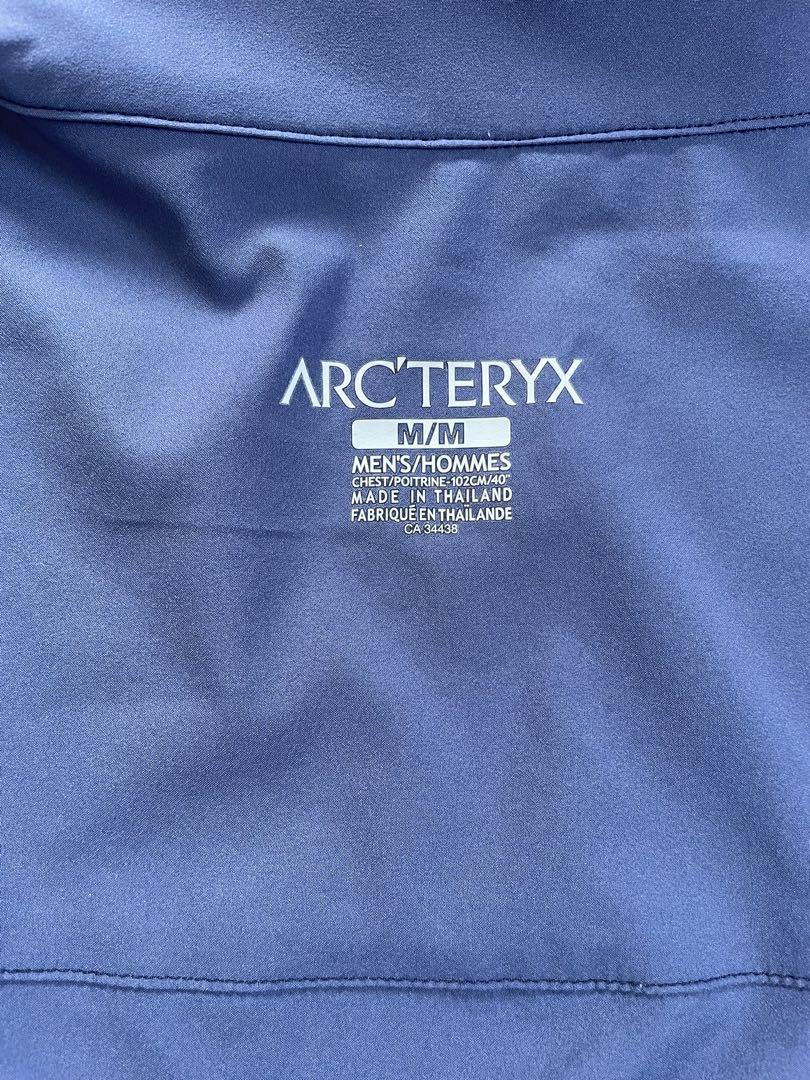 ARC'TERYX
M/M
MEN'S/HOMMES
CHEST/POITRINE-102CM/40"
MADE IN THAILAND
FABRIQUÉ EN THAÏLANDE
CA 34438